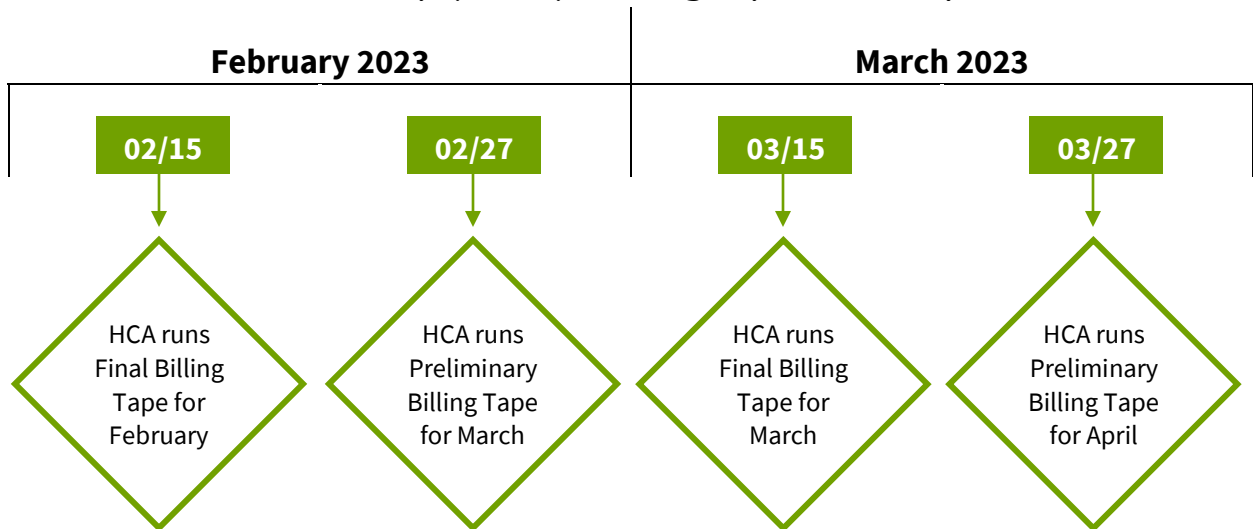 February 2023
March 2023
02/15
02/27
03/15
03/27
HCA runs
Final Billing
Tape for
February
HCA runs
Preliminary
Billing Tape
for March
HCA runs
Final Billing
Tape for
March
HCA runs
Preliminary
Billing Tape
for April